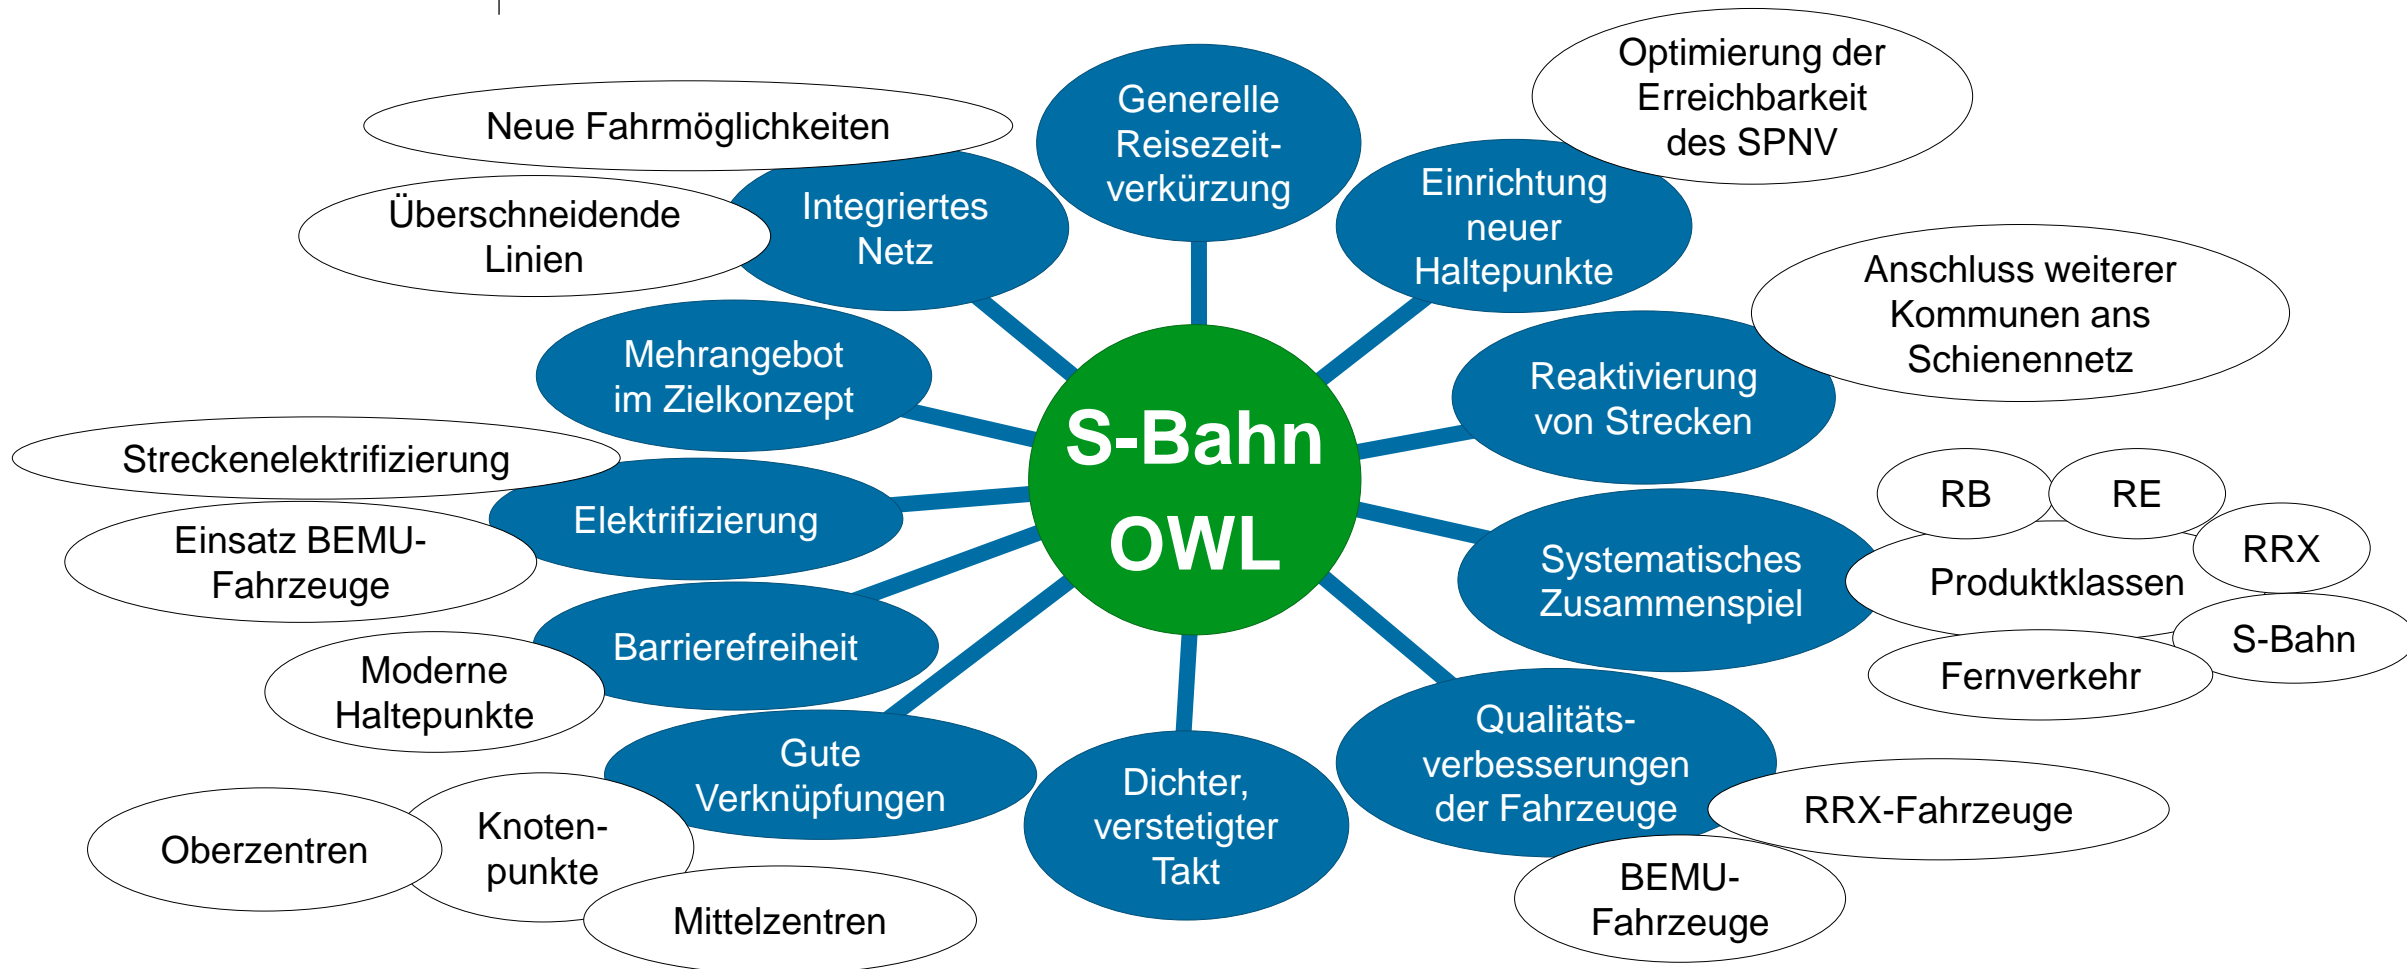 S-Bahn
OWL
Generelle
Reisezeit-
verkürzung
Einrichtung
neuer
Haltepunkte
Optimierung der
Erreichbarkeit
des SPNV
Reaktivierung
von Strecken
Anschluss weiterer
Kommunen ans
Schienennetz
Systematisches
Zusammenspiel
Produktklassen
RB
RE
RRX
S-Bahn
Fernverkehr
Qualitäts-
verbesserungen
der Fahrzeuge
RRX-Fahrzeuge
BEMU-
Fahrzeuge
Dichter,
verstetigter
Takt
Gute
Verknüpfungen
Knoten-
punkte
Oberzentren
Mittelzentren
Barrierefreiheit
Moderne
Haltepunkte
Elektrifizierung
Streckenelektrifizierung
Einsatz BEMU-
Fahrzeuge
Mehrangebot
im Zielkonzept
Integriertes
Netz
Neue Fahrmöglichkeiten
Überschneidende
Linien